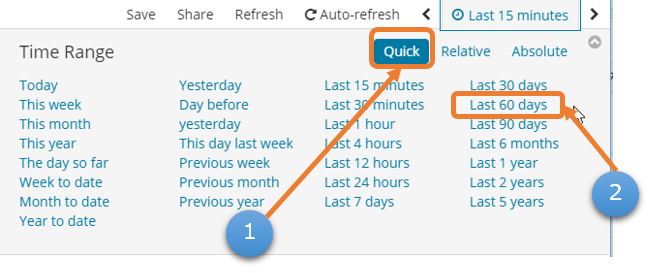 Save Share Refresh Auto-refresh Last 15 minutes
Time Range Quick Relative Absolute
Today Yesterday Last 15 minutes Last 30 days
This week Day before Last 30 minutes Last 60 days
This month yesterday Last 1 hour Last 90 days
This year This day last week Last 4 hours Last 6 months
The day so far Previous week Last 12 hours Last 1 year
Week to date Previous month Last 24 hours Last 2 years
Month to date Previous year Last 7 days Last 5 years
Year to date
1
2